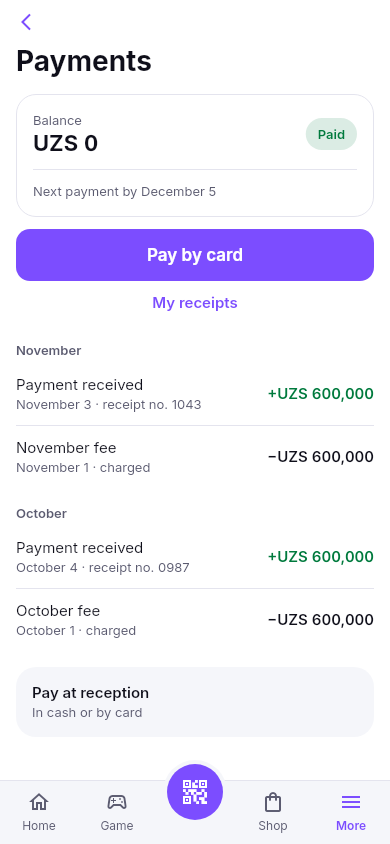 Payments
Balance
UZS 0
Paid
Next payment by December 5
Pay by card
My receipts
November
Payment received
+UZS 600,000
November 3 · receipt no. 1043
November fee
−UZS 600,000
November 1 · charged
October
Payment received
+UZS 600,000
October 4 · receipt no. 0987
October fee
−UZS 600,000
October 1 · charged
Pay at reception
In cash or by card
Home
Game
Shop
More